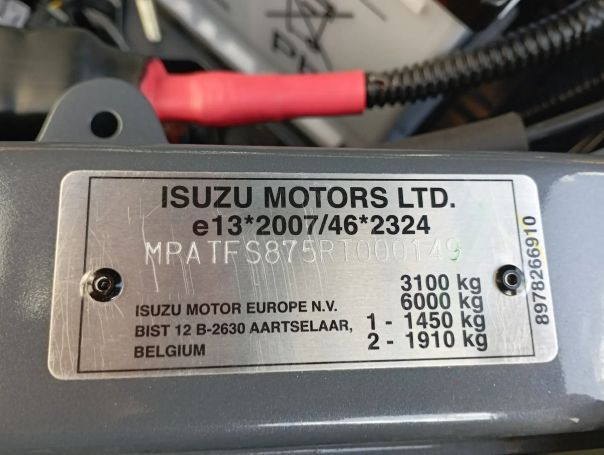 ISUZU MOTORS LTD.
e13*2007/46*2324
MPATFS875RT000149
3100 kg
6000 kg
1 - 1450 kg
2 - 1910 kg
ISUZU MOTOR EUROPE N.V.
BIST 12 B-2630 AARTSELAAR,
BELGIUM
8978266910